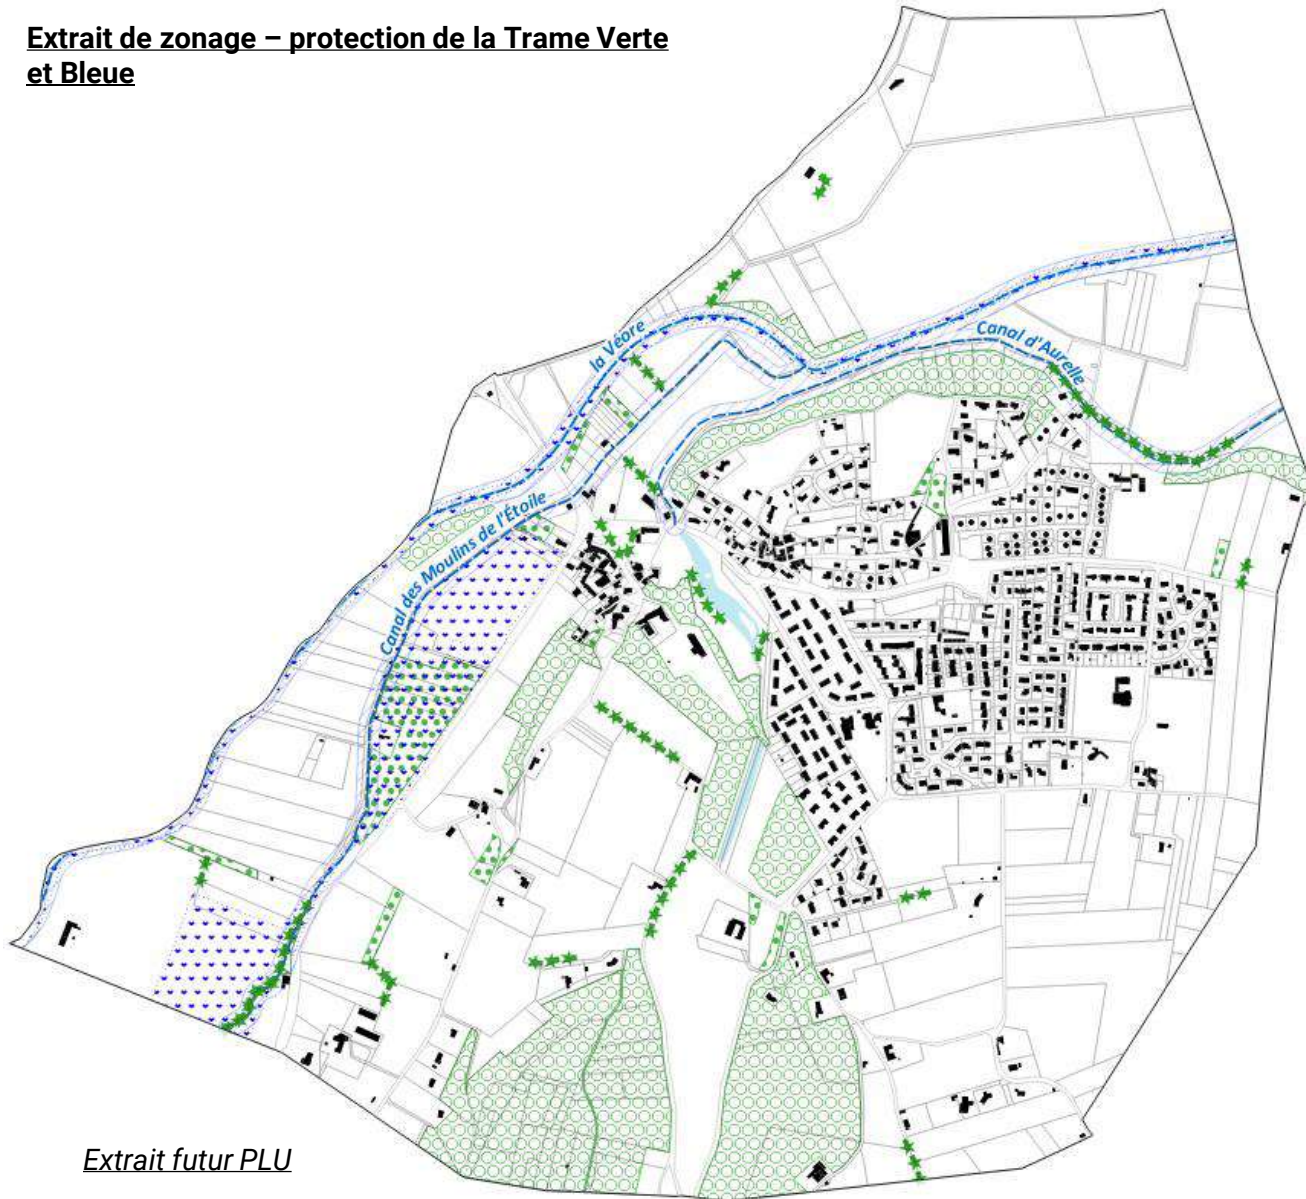 Extrait de zonage – protection de la Trame Verte
et Bleue
la Véore
Canal d'Aurelle
Canal des Moulins de l'Étoile
Extrait futur PLU